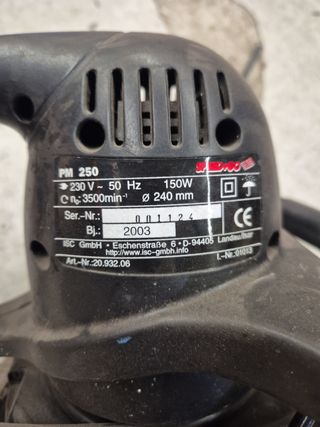 PM 250
230 V ~ 50 Hz 150W
n₀:3500min⁻¹ ø 240 mm
Ser.-Nr.: 001124
Bj.: 2003
CE
ISC GmbH • Eschenstraße 6 • D-94405 Landau/Isar
http://www.isc-gmbh.info
Art.-Nr.:20.932.06 I.-Nr.:01013